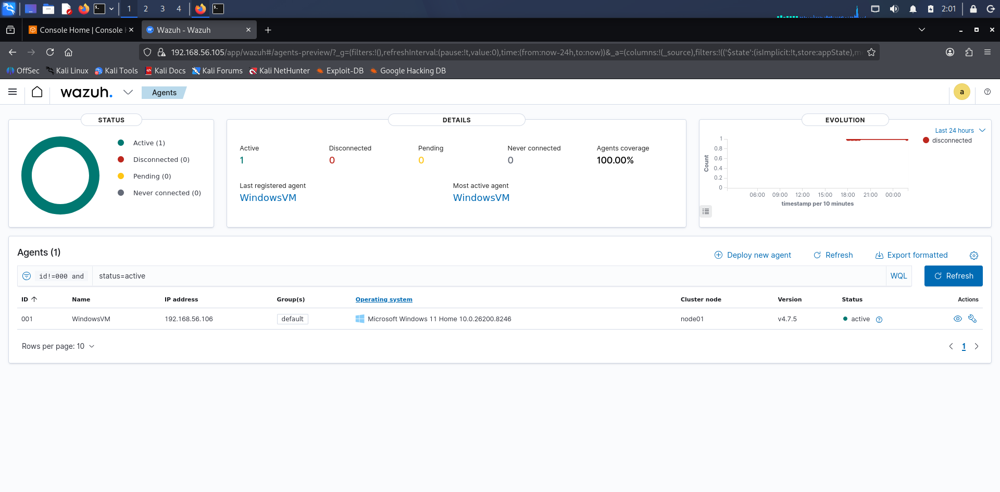 1 2 3 4 2:01
Console Home | Console Wazuh - Wazuh
192.168.56.105/app/wazuh#/agents-preview/?_g=(filters:!(),refreshInterval:(pause:!t,value:0),time:(from:now-24h,to:now))&_a=(columns:!(_source),filters:!(('$state':(isImplicit:!t,store:appState),m
OffSec Kali Linux Kali Tools Kali Docs Kali Forums Kali NetHunter Exploit-DB Google Hacking DB
wazuh. Agents a
STATUS
Active (1)
Disconnected (0)
Pending (0)
Never connected (0)
DETAILS
Active Disconnected Pending Never connected Agents coverage
1 0 0 0 100.00%
Last registered agent Most active agent
WindowsVM WindowsVM
EVOLUTION
Last 24 hours
disconnected
1
0.8
0.6
0.4
0.2
0
Count
06:00 09:00 12:00 15:00 18:00 21:00 00:00
timestamp per 10 minutes
Agents (1)
Deploy new agent Refresh Export formatted
id!=000 and status=active WQL Refresh
ID Name IP address Group(s) Operating system Cluster node Version Status Actions
001 WindowsVM 192.168.56.106 default Microsoft Windows 11 Home 10.0.26200.8246 node01 v4.7.5 active
Rows per page: 10 1